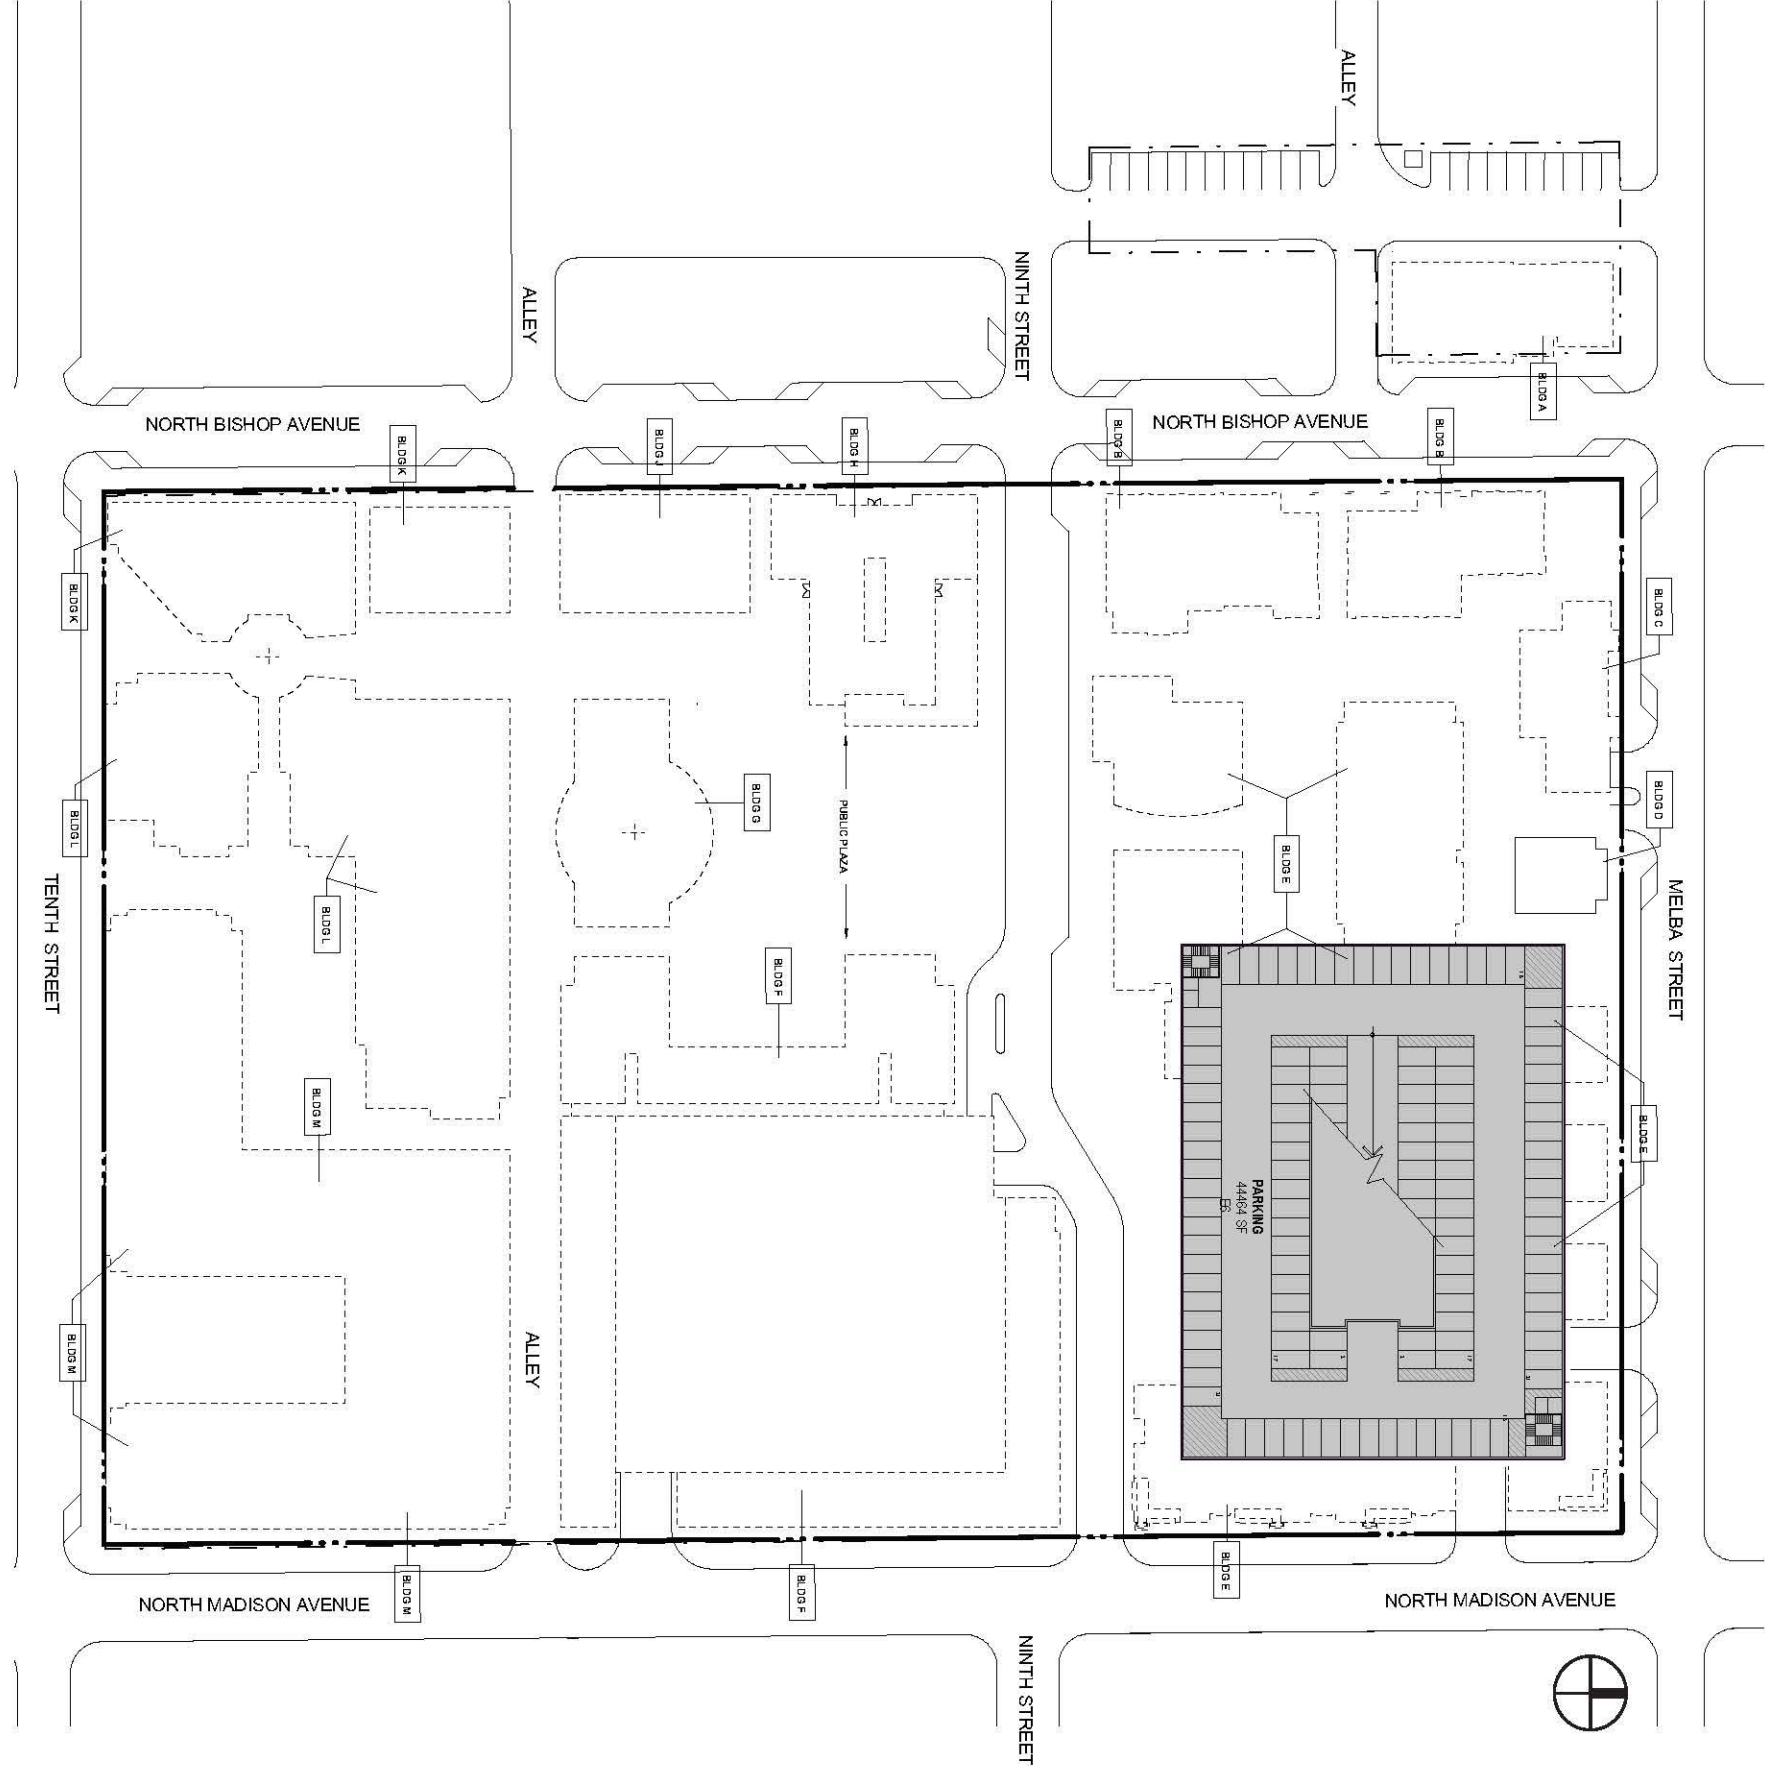 ALLEY
NINTH STREET
ALLEY
BLDG A
NORTH BISHOP AVENUE
NORTH BISHOP AVENUE
BLDG K
BLDG J
BLDG H
BLDG B
BLDG B
BLDG K
BLDG C
BLDG G
BLDG D
BLDG L
PUBLIC PLAZA
BLDG E
TENTH STREET
BLDG L
MELBA STREET
BLDG F
BLDG M
BLDG E
PARKING
44464 SF
E6
BLDG M
ALLEY
BLDG M
BLDG F
BLDG E
NORTH MADISON AVENUE
NORTH MADISON AVENUE
NINTH STREET